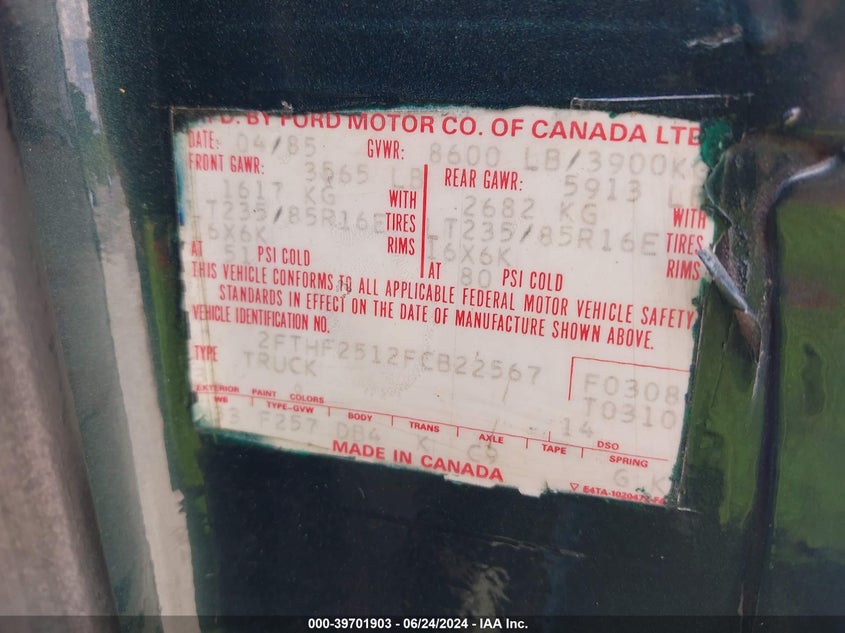 MFD. BY FORD MOTOR CO. OF CANADA LTD
DATE: 04/85 GVWR: 8600 LB/3900KG
FRONT GAWR: 3565 LB REAR GAWR: 5913 LB
1617 KG WITH 2682 KG WITH
LT235/85R16E TIRES LT235/85R16E TIRES
16X6K RIMS 16X6K RIMS
AT 51 PSI COLD AT 80 PSI COLD
THIS VEHICLE CONFORMS TO ALL APPLICABLE FEDERAL MOTOR VEHICLE SAFETY
STANDARDS IN EFFECT ON THE DATE OF MANUFACTURE SHOWN ABOVE.
VEHICLE IDENTIFICATION NO.
2FTHF2512FCB22567
TYPE TRUCK F0308
T0310
EXTERIOR PAINT COLORS 14 DSO
WB TYPE-GVW BODY TRANS AXLE TAPE SPRING
F257 DR4 K C9 G K
MADE IN CANADA
000-39701903 - 06/24/2024 - IAA Inc.